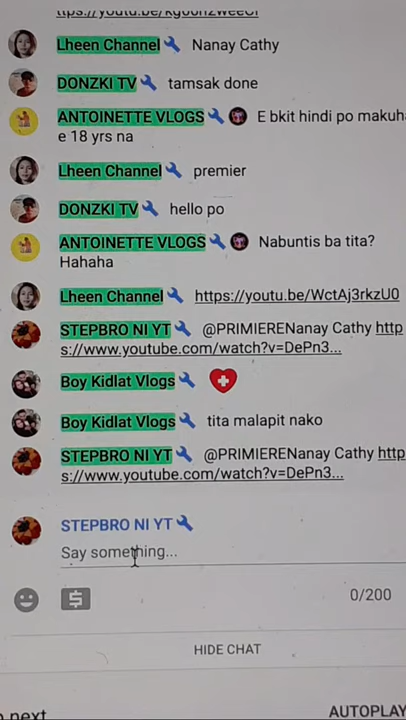 Lheen Channel Nanay Cathy
DONZKI TV tamsak done
ANTOINETTE VLOGS E bkit hindi po makuha
e 18 yrs na
Lheen Channel premier
DONZKI TV hello po
ANTOINETTE VLOGS Nabuntis ba tita?
Hahaha
Lheen Channel https://youtu.be/WctAj3rkzU0
STEPBRO NI YT @PRIMIERENanay Cathy http
s://www.youtube.com/watch?v=DePn3...
Boy Kidlat Vlogs
Boy Kidlat Vlogs tita malapit nako
STEPBRO NI YT @PRIMIERENanay Cathy http
s://www.youtube.com/watch?v=DePn3...
STEPBRO NI YT
Say something...
0/200
HIDE CHAT
next
AUTOPLAY